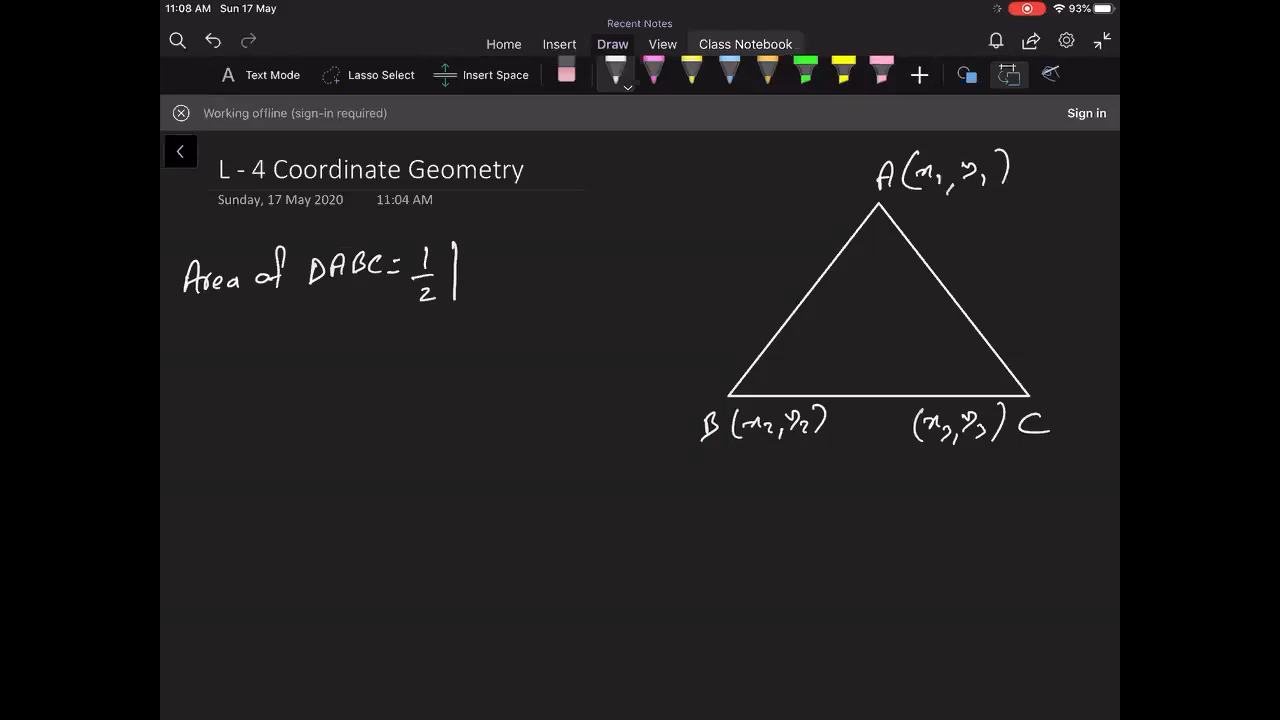 11:08 AM Sun 17 May 93%
Recent Notes
Home Insert Draw View Class Notebook
A Text Mode Lasso Select Insert Space
Working offline (sign-in required) Sign in
L - 4 Coordinate Geometry
Sunday, 17 May 2020 11:04 AM
A(x₁, y₁)
Area of DABC = 1/2 |
B(x₂, y₂) (x₃, y₃) C